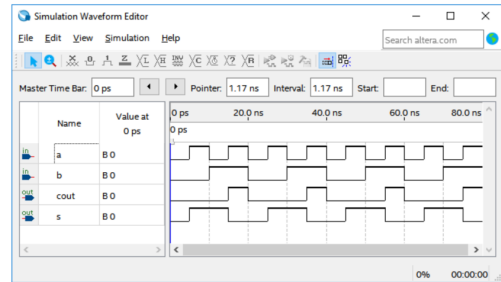 Simulation Waveform Editor
File Edit View Simulation Help
Search altera.com
Master Time Bar: 0 ps Pointer: 1.17 ns Interval: 1.17 ns Start: End:
Name Value at 0 ps
0 ps 20.0 ns 40.0 ns 60.0 ns 80.0 ns
0 ps
in a B 0
in b B 0
out cout B 0
out s B 0
0% 00:00:00